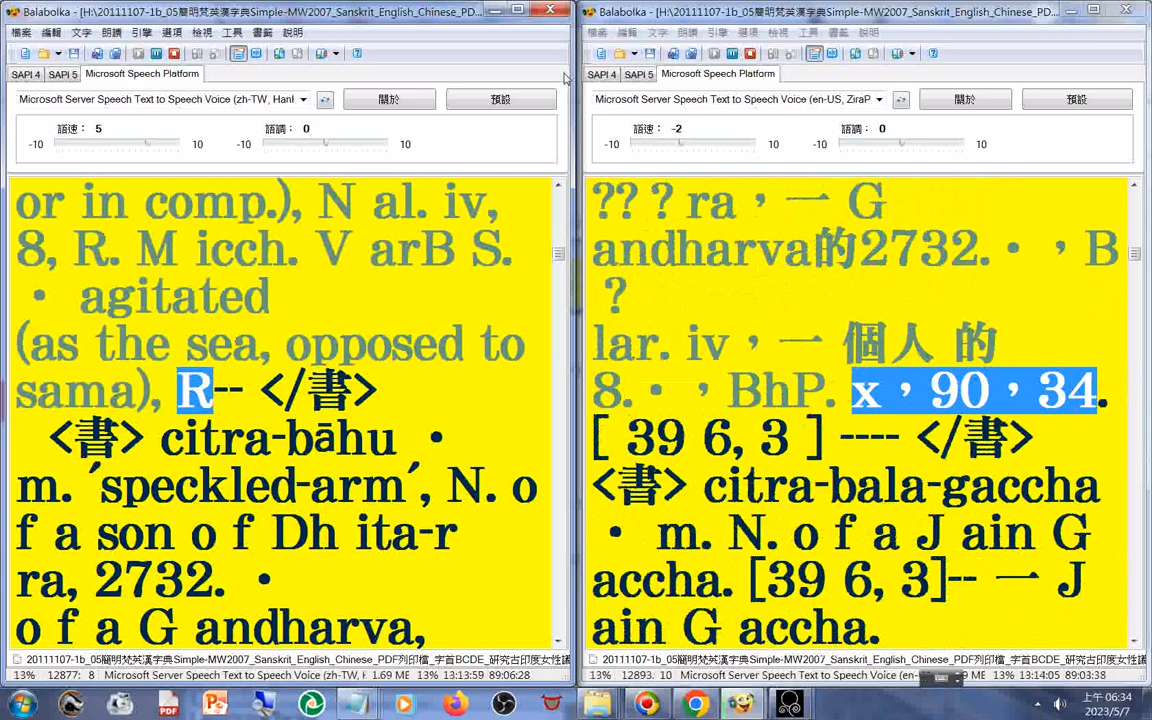 Balabolka - [H:\20111107-1b_05簡明梵英漢字典Simple-MW2007_Sanskrit_English_Chinese_PD...
檔案 編輯 文字 朗讀 引擎 選項 檢視 工具 書籤 說明
SAPI 4 SAPI 5 Microsoft Speech Platform
Microsoft Server Speech Text to Speech Voice (zh-TW, HanH 關於 預設
語速： 5 語調： 0
-10 10 -10 10
or in comp.), N al. iv,
8, R. M icch. V arB S.
• agitated
(as the sea, opposed to
sama), R-- </書>
<書> citra-bāhu •
m. ´speckled-arm´, N. o
f a son o f Dh ita-r
ra, 2732. •
o f a G andharva,
20111107-1b_05簡明梵英漢字典Simple-MW2007_Sanskrit_English_Chinese_PDF列印檔_字首BCDE_研究古印度女性議
13% 12877: 8 Microsoft Server Speech Text to Speech Voice (zh-TW, H 1.69 MB 13% 13:13:59 89:06:28
Balabolka - [H:\20111107-1b_05簡明梵英漢字典Simple-MW2007_Sanskrit_English_Chinese_PD...
檔案 編輯 文字 朗讀 引擎 選項 檢視 工具 書籤 說明
SAPI 4 SAPI 5 Microsoft Speech Platform
Microsoft Server Speech Text to Speech Voice (en-US, ZiraP 關於 預設
語速： -2 語調： 0
-10 10 -10 10
?? ? ra，一 G
andharva的2732.• ，B
?
lar. iv，一 個人 的
8.• ，BhP. x，90，34.
[ 39 6, 3 ] ---- </書>
<書> citra-bala-gaccha
• m. N. o f a J ain G
accha. [39 6, 3]-- 一 J
ain G accha.
20111107-1b_05簡明梵英漢字典Simple-MW2007_Sanskrit_English_Chinese_PDF列印檔_字首BCDE_研究古印度女性議
13% 12893: 10 Microsoft Server Speech Text to Speech Voice (en-US 13% 13:14:05 89:03:38
上午 06:34
2023/5/7